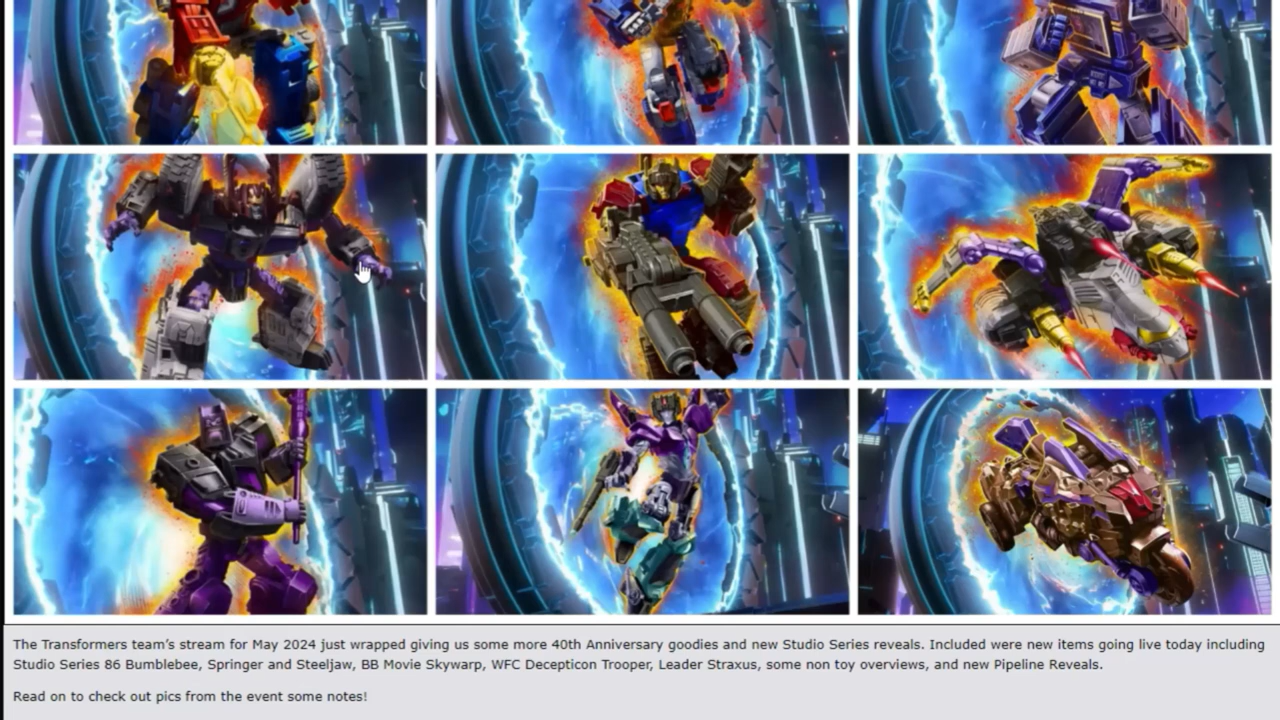 The Transformers team’s stream for May 2024 just wrapped giving us some more 40th Anniversary goodies and new Studio Series reveals. Included were new items going live today including
Studio Series 86 Bumblebee, Springer and Steeljaw, BB Movie Skywarp, WFC Decepticon Trooper, Leader Straxus, some non toy overviews, and new Pipeline Reveals.
Read on to check out pics from the event some notes!